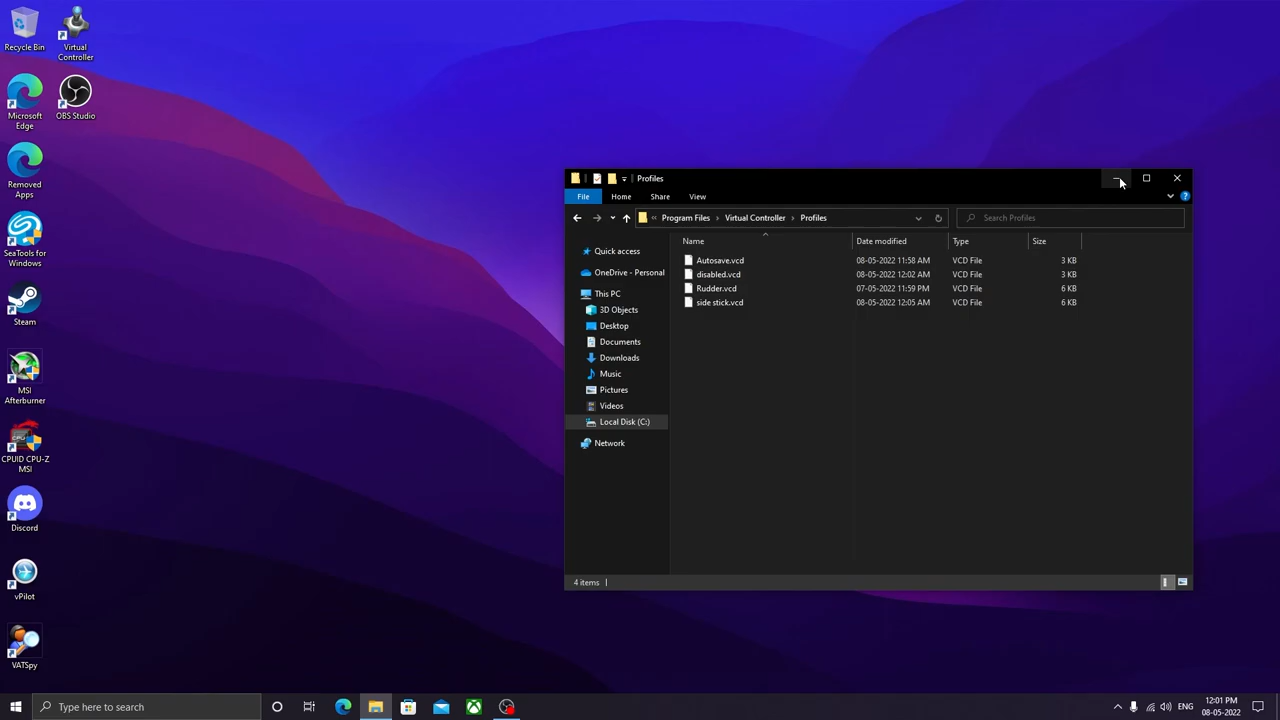 Recycle Bin
Virtual
Controller
Microsoft
Edge
OBS Studio
Removed
Apps
SeaTools for
Windows
Steam
MSI
Afterburner
CPUID CPU-Z
MSI
Discord
vPilot
VATSpy
Profiles
File Home Share View
Program Files Virtual Controller Profiles Search Profiles
Name Date modified Type Size
Autosave.vcd 08-05-2022 11:58 AM VCD File 3 KB
disabled.vcd 08-05-2022 12:02 AM VCD File 3 KB
Rudder.vcd 07-05-2022 11:59 PM VCD File 6 KB
side stick.vcd 08-05-2022 12:05 AM VCD File 6 KB
Quick access
OneDrive - Personal
This PC
3D Objects
Desktop
Documents
Downloads
Music
Pictures
Videos
Local Disk (C:)
Network
4 items
Type here to search
ENG
12:01 PM
08-05-2022